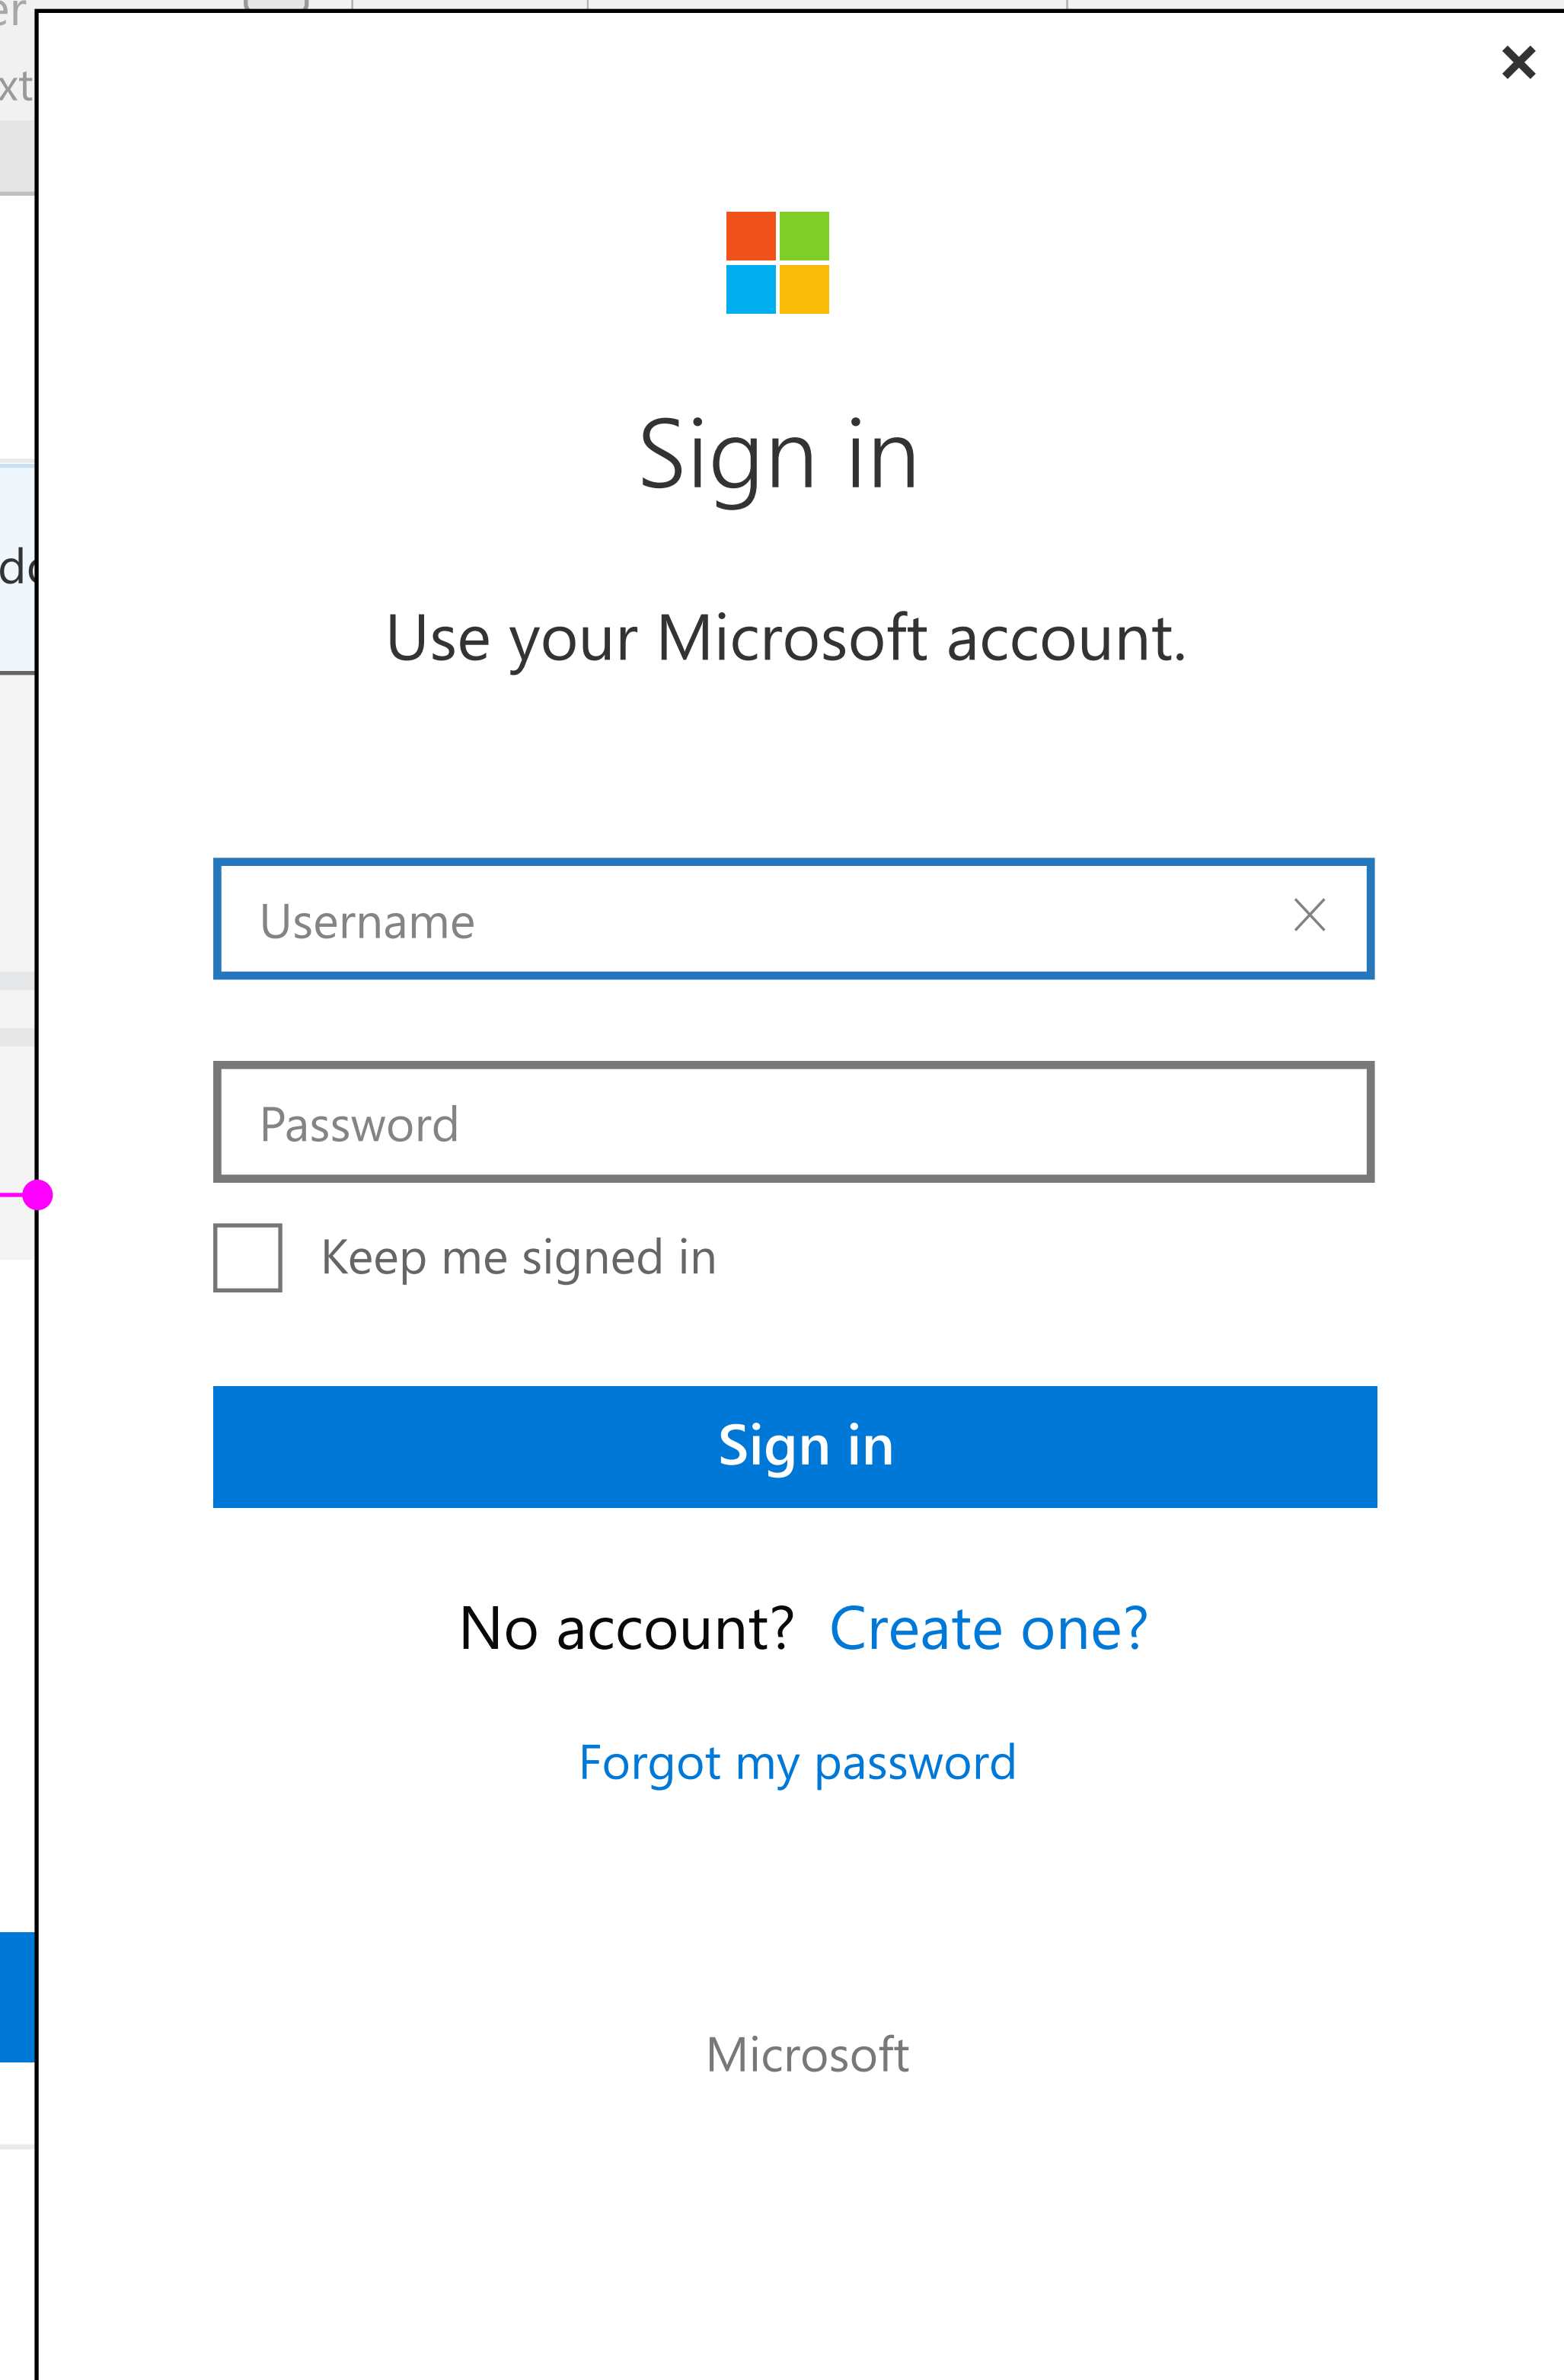 Sign in
Use your Microsoft account.
Username
Password
Keep me signed in
Sign in
No account? Create one?
Forgot my password
Microsoft